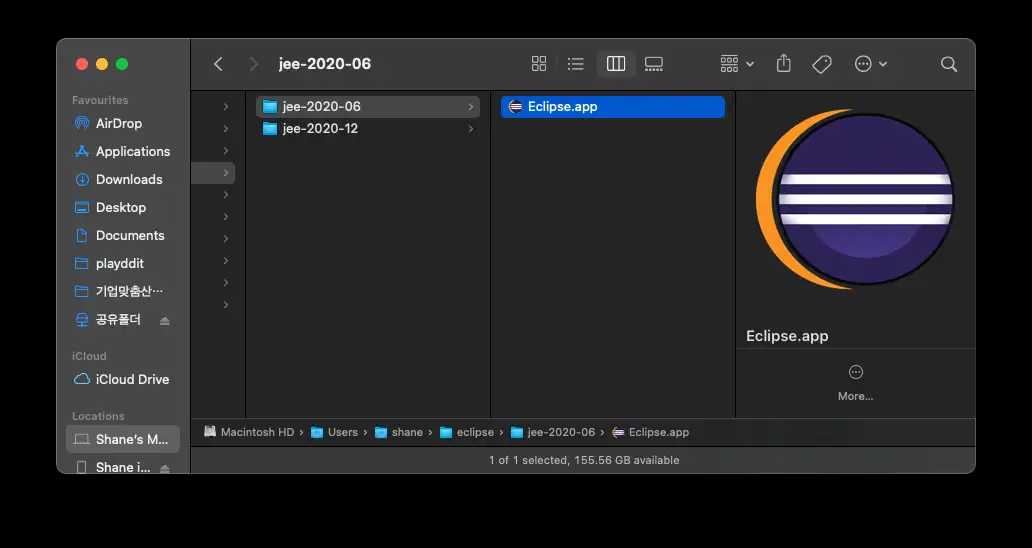 jee-2020-06
Favourites
AirDrop
Applications
Downloads
Desktop
Documents
playddit
기업맞춤산…
공유폴더
iCloud
iCloud Drive
Locations
Shane's M...
Shane i...
jee-2020-06
jee-2020-12
Eclipse.app
Eclipse.app
More...
Macintosh HD › Users › shane › eclipse › jee-2020-06 › Eclipse.app
1 of 1 selected, 155.56 GB available